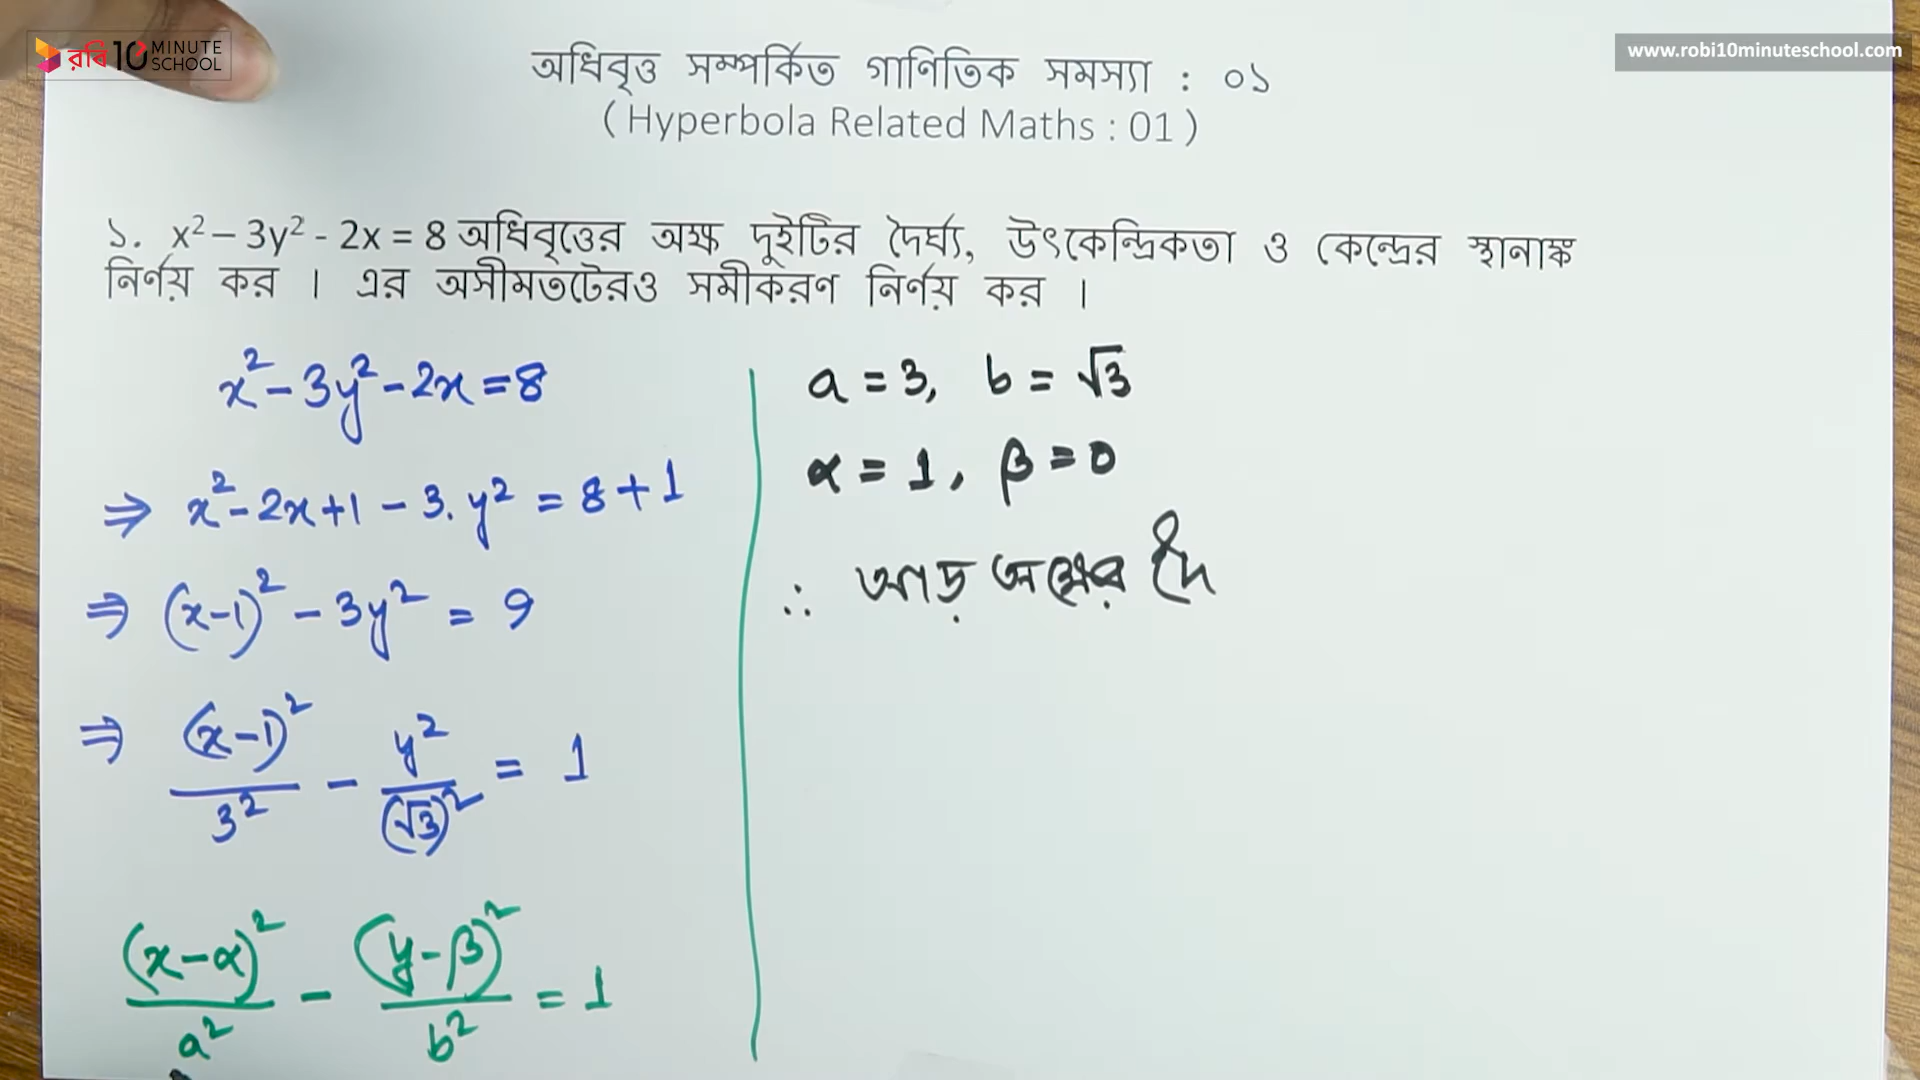 রবি 10 MINUTE SCHOOL
www.robi10minuteschool.com
অধিবৃত্ত সম্পর্কিত গাণিতিক সমস্যা : ০১
( Hyperbola Related Maths : 01 )
১. x² – 3y² - 2x = 8 অধিবৃত্তের অক্ষ দুইটির দৈর্ঘ্য, উৎকেন্দ্রিকতা ও কেন্দ্রের স্থানাঙ্ক
নির্ণয় কর । এর অসীমতটেরও সমীকরণ নির্ণয় কর ।
x² - 3y² - 2x = 8
⇒ x² - 2x + 1 - 3. y² = 8 + 1
⇒ (x-1)² - 3y² = 9
⇒ (x-1)²/3² - y²/(√3)² = 1
(x-α)²/a² - (y-β)²/b² = 1
a = 3, b = √3
α = 1, β = 0
∴ আড় অক্ষের